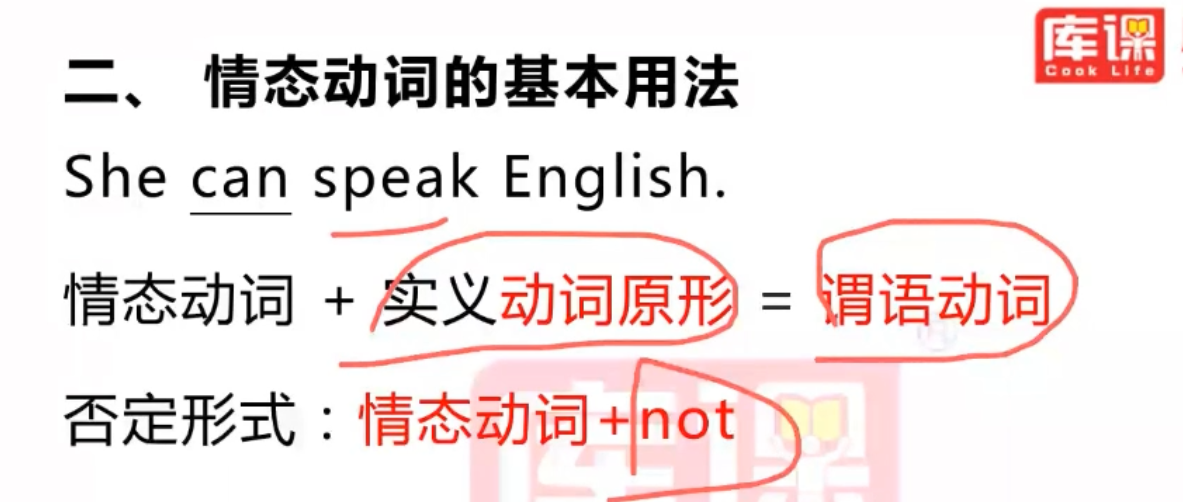 库课
Cook Life
二、 情态动词的基本用法
She can speak English.
情态动词 + 实义动词原形 = 谓语动词
否定形式：情态动词+not